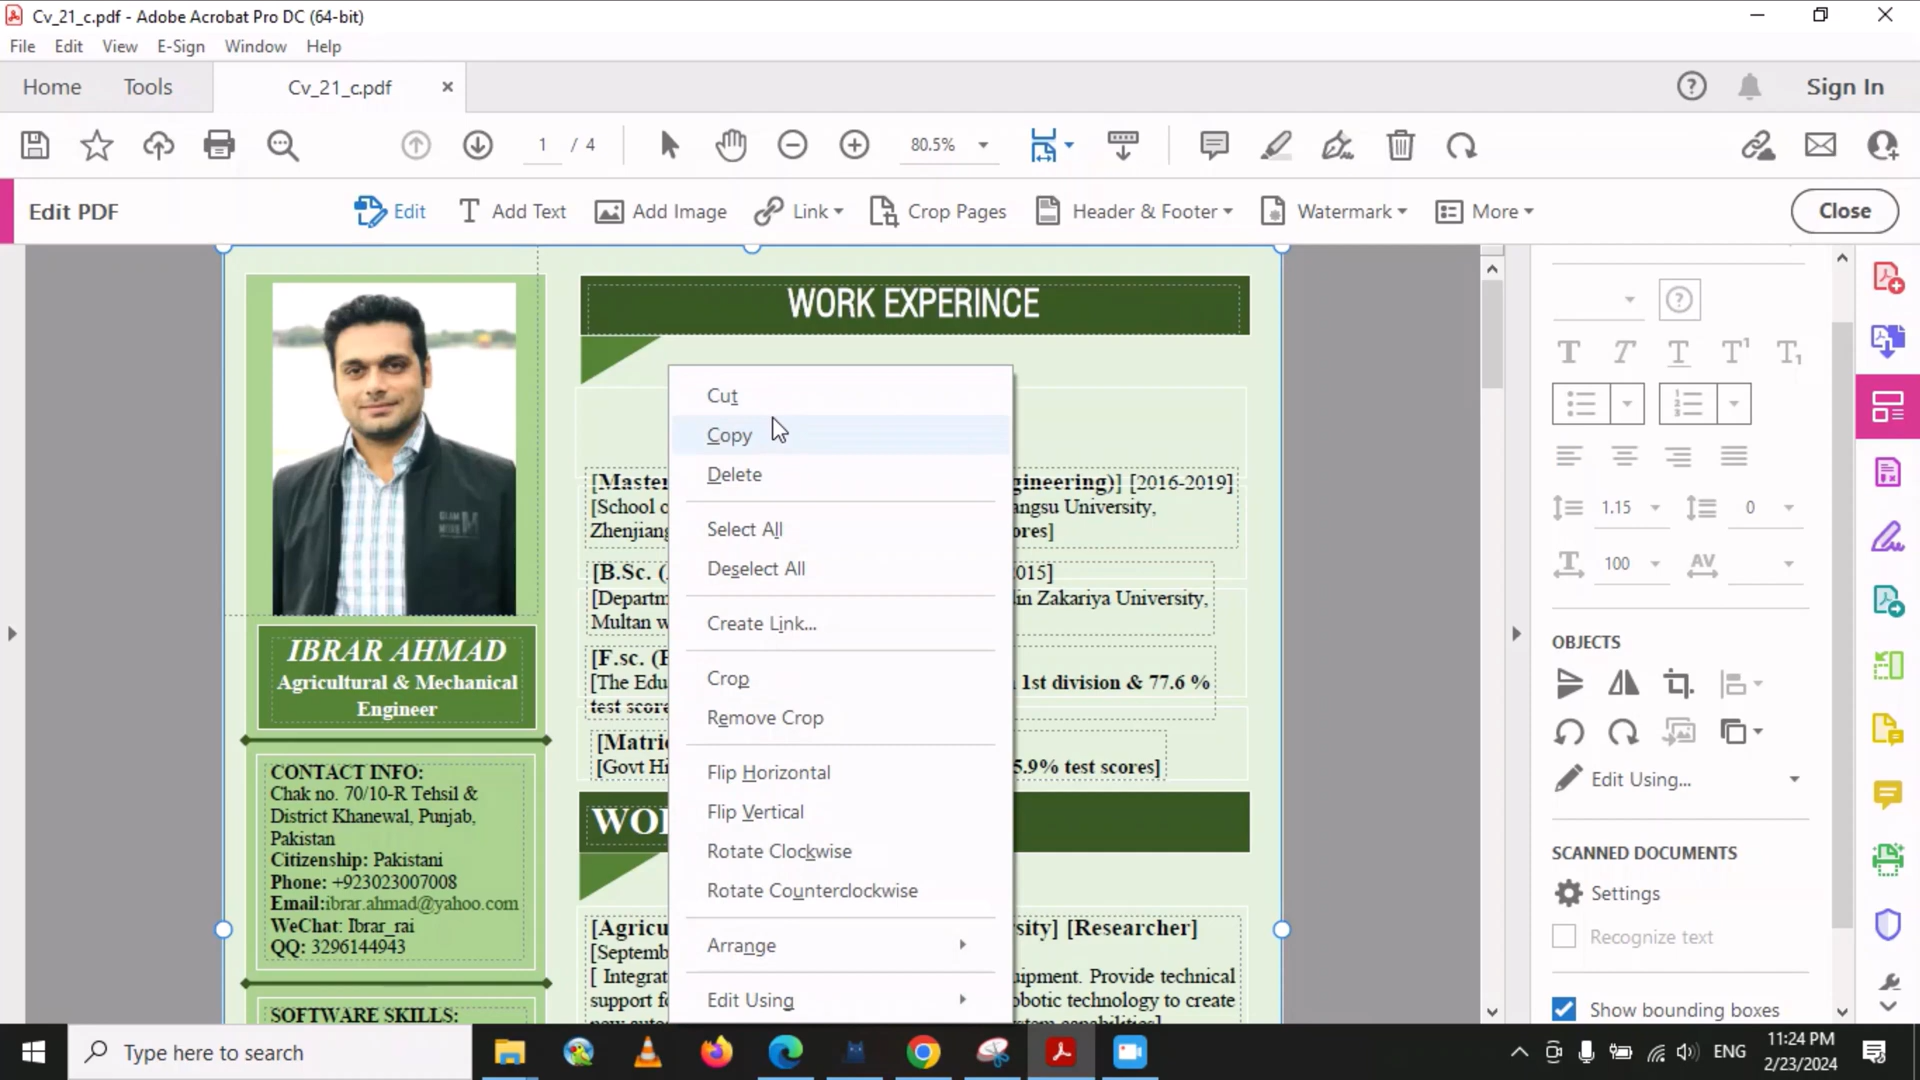 Cv_21_c.pdf - Adobe Acrobat Pro DC (64-bit)
File Edit View E-Sign Window Help
Home Tools Cv_21_c.pdf × Sign In
1 / 4 80.5%
Edit PDF Edit Add Text Add Image Link Crop Pages Header & Footer Watermark More Close
IBRAR AHMAD
Agricultural & Mechanical
Engineer
CONTACT INFO:
Chak no. 70/10-R Tehsil &
District Khanewal, Punjab,
Pakistan
Citizenship: Pakistani
Phone: +923023007008
Email:ibrar.ahmad@yahoo.com
WeChat: Ibrar_rai
QQ: 3296144943
SOFTWARE SKILLS:
WORK EXPERINCE
[Master
gineering)] [2016-2019]
[School
angsu University,
Zhenjiang
ores]
[B.Sc.
2015]
in Zakariya University,
Multan w
[F.sc.
[The Edu
1st division & 77.6 %
test score
[Matri
[Govt Hi
5.9% test scores]
WO
[Agricu
sity] [Researcher]
[Septemb
[ Integrat
uipment. Provide technical
support fo
obotic technology to create
Cut
Copy
Delete
Select All
Deselect All
Create Link...
Crop
Remove Crop
Flip Horizontal
Flip Vertical
Rotate Clockwise
Rotate Counterclockwise
Arrange
Edit Using
1.15 0
100 AV
OBJECTS
Edit Using...
SCANNED DOCUMENTS
Settings
Recognize text
Show bounding boxes
Type here to search
ENG
11:24 PM
2/23/2024